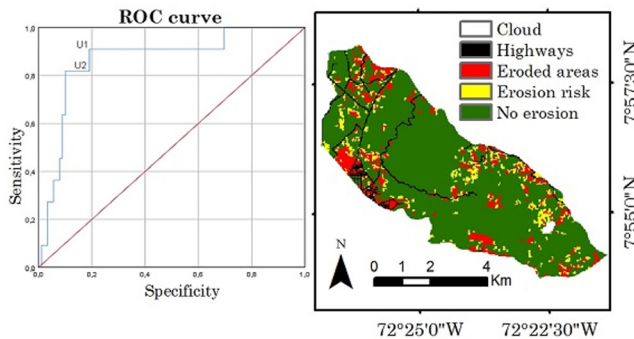 ROC curve
U1
U2
1,0
0,8
0,6
0,4
0,2
0,0
0,0 0,2 0,4 0,6 0,8 1,0
Sensitivity
Specificity
Cloud
Highways
Eroded areas
Erosion risk
No erosion
7°57'30"N
7°55'0"N
N
0 1 2 4
Km
72°25'0"W 72°22'30"W